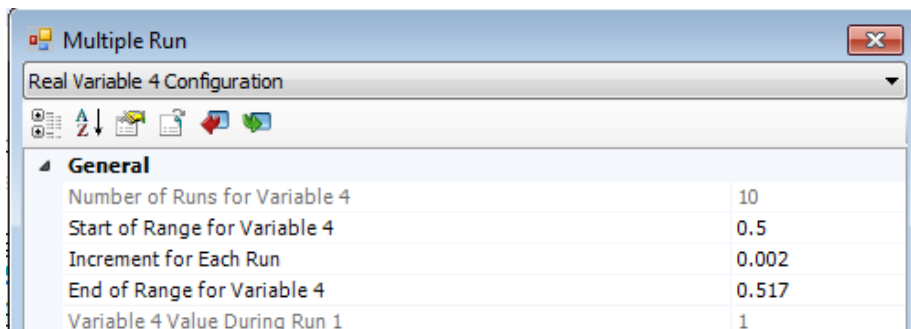 Multiple Run
Real Variable 4 Configuration
General
Number of Runs for Variable 4 10
Start of Range for Variable 4 0.5
Increment for Each Run 0.002
End of Range for Variable 4 0.517
Variable 4 Value During Run 1 1